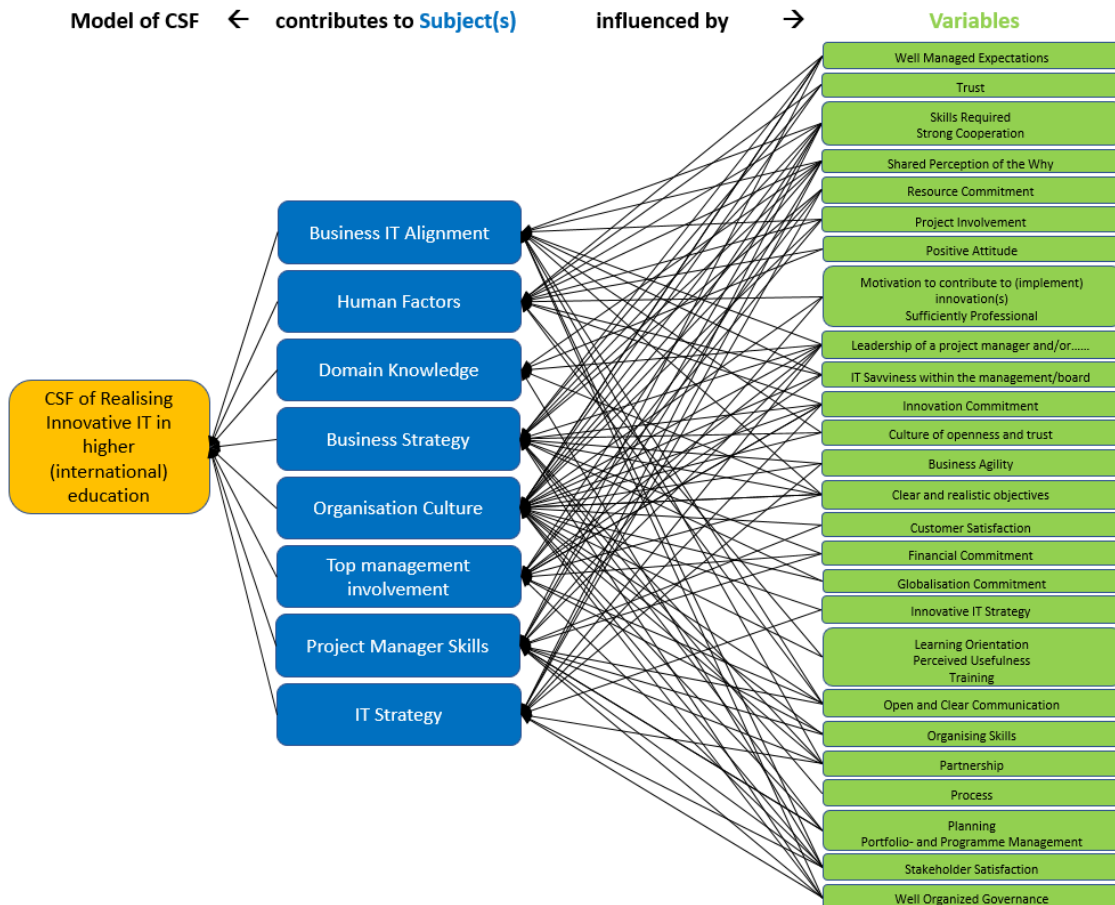 Model of CSF ← contributes to Subject(s) influenced by → Variables
CSF of Realising
Innovative IT in
higher
(international)
education
Business IT Alignment
Human Factors
Domain Knowledge
Business Strategy
Organisation Culture
Top management
involvement
Project Manager Skills
IT Strategy
Well Managed Expectations
Trust
Skills Required
Strong Cooperation
Shared Perception of the Why
Resource Commitment
Project Involvement
Positive Attitude
Motivation to contribute to (implement)
innovation(s)
Sufficiently Professional
Leadership of a project manager and/or......
IT Savviness within the management/board
Innovation Commitment
Culture of openness and trust
Business Agility
Clear and realistic objectives
Customer Satisfaction
Financial Commitment
Globalisation Commitment
Innovative IT Strategy
Learning Orientation
Perceived Usefulness
Training
Open and Clear Communication
Organising Skills
Partnership
Process
Planning
Portfolio- and Programme Management
Stakeholder Satisfaction
Well Organized Governance